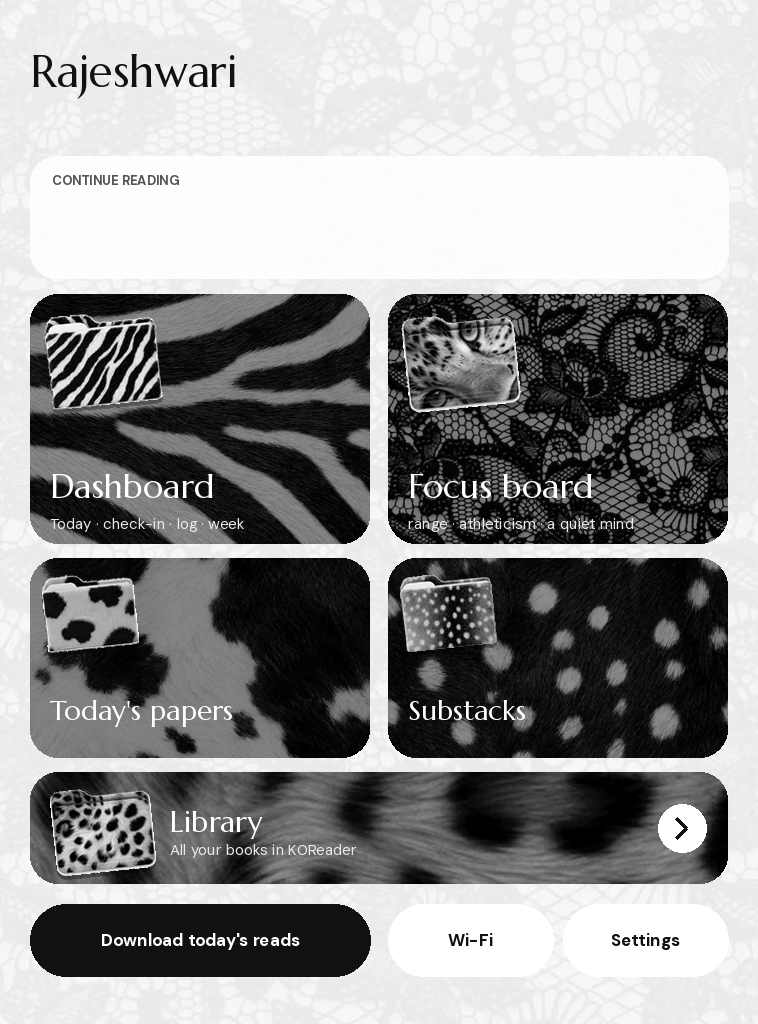 Rajeshwari
CONTINUE READING
Dashboard
Today · check-in · log · week
Focus board
range · athleticism · a quiet mind
Today's papers
Substacks
Library
All your books in KOReader
Download today's reads
Wi-Fi
Settings